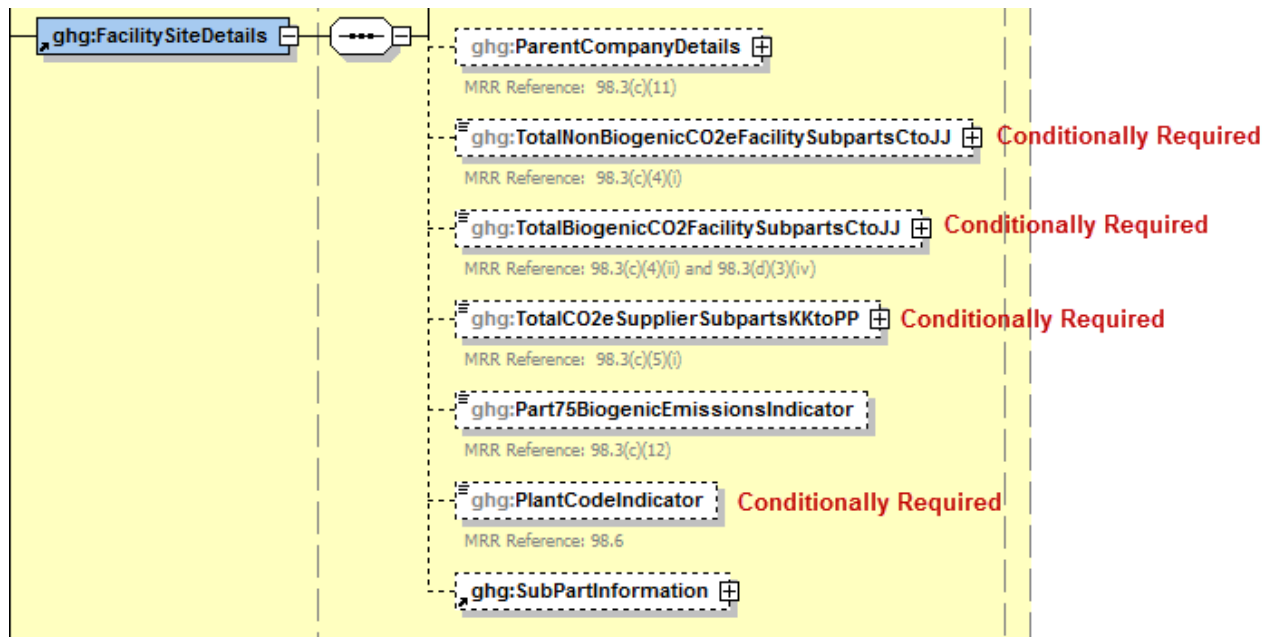 ghg:FacilitySiteDetails
ghg:ParentCompanyDetails
MRR Reference: 98.3(c)(11)
ghg:TotalNonBiogenicCO2eFacilitySubpartsCtoJJ Conditionally Required
MRR Reference: 98.3(c)(4)(i)
ghg:TotalBiogenicCO2FacilitySubpartsCtoJJ Conditionally Required
MRR Reference: 98.3(c)(4)(ii) and 98.3(d)(3)(iv)
ghg:TotalCO2eSupplierSubpartsKKtoPP Conditionally Required
MRR Reference: 98.3(c)(5)(i)
ghg:Part75BiogenicEmissionsIndicator
MRR Reference: 98.3(c)(12)
ghg:PlantCodeIndicator Conditionally Required
MRR Reference: 98.6
ghg:SubPartInformation